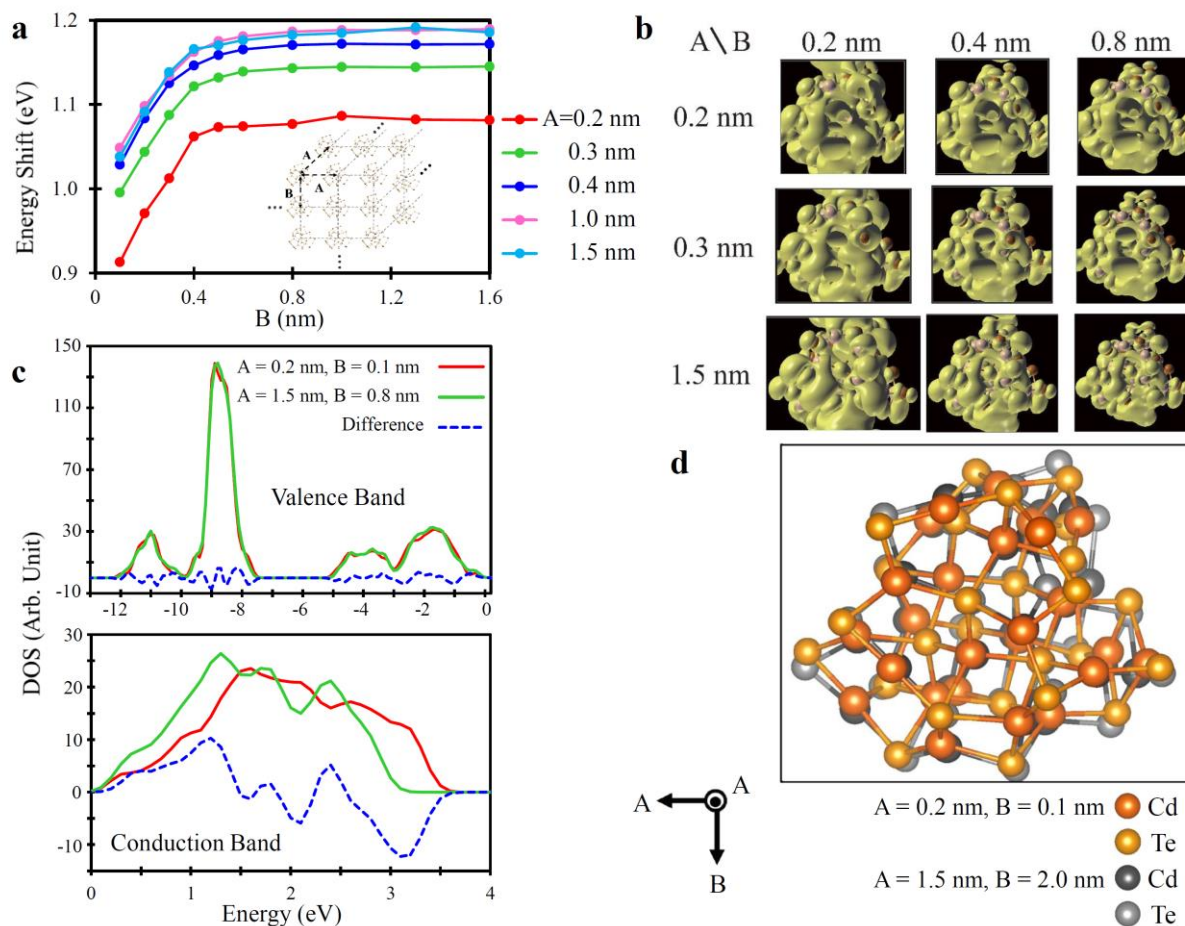 a
Energy Shift (eV)
1.2
1.1
1.0
0.9
0 0.4 0.8 1.2 1.6
B (nm)
A
A
B
A=0.2 nm
0.3 nm
0.4 nm
1.0 nm
1.5 nm
b
A\B 0.2 nm 0.4 nm 0.8 nm
0.2 nm
0.3 nm
1.5 nm
c
DOS (Arb. Unit)
150
110
70
30
-10
A = 0.2 nm, B = 0.1 nm
A = 1.5 nm, B = 0.8 nm
Difference
Valence Band
-12 -10 -8 -6 -4 -2 0
30
20
10
0
-10
Conduction Band
0 1 2 3 4
Energy (eV)
d
A
A
B
A = 0.2 nm, B = 0.1 nm Cd
Te
A = 1.5 nm, B = 2.0 nm Cd
Te